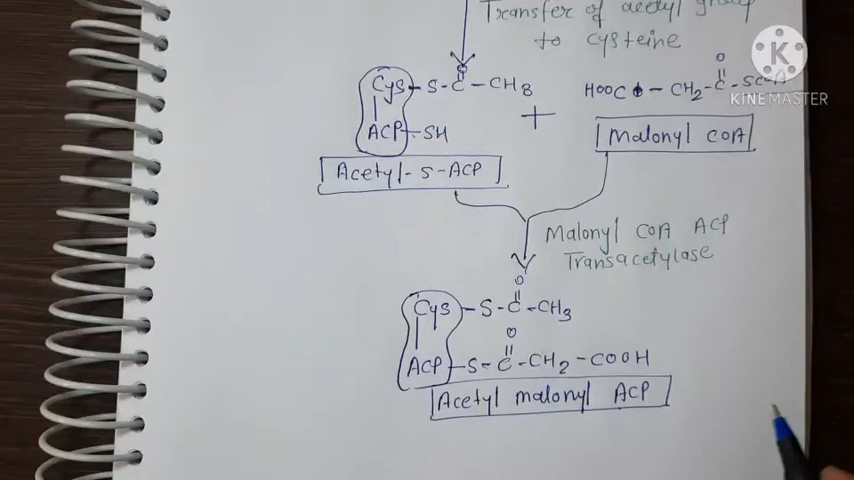 Transfer of acetyl group
to cysteine
O
Cys - S - C - CH3
ACP - SH
Acetyl-S-ACP
+
O
HOOC - CH2 - C - SCOA
Malonyl COA
K
KINEMASTER
Malonyl COA ACP
Transacetylase
O
Cys - S - C - CH3
O
ACP - S - C - CH2 - COOH
Acetyl malonyl ACP